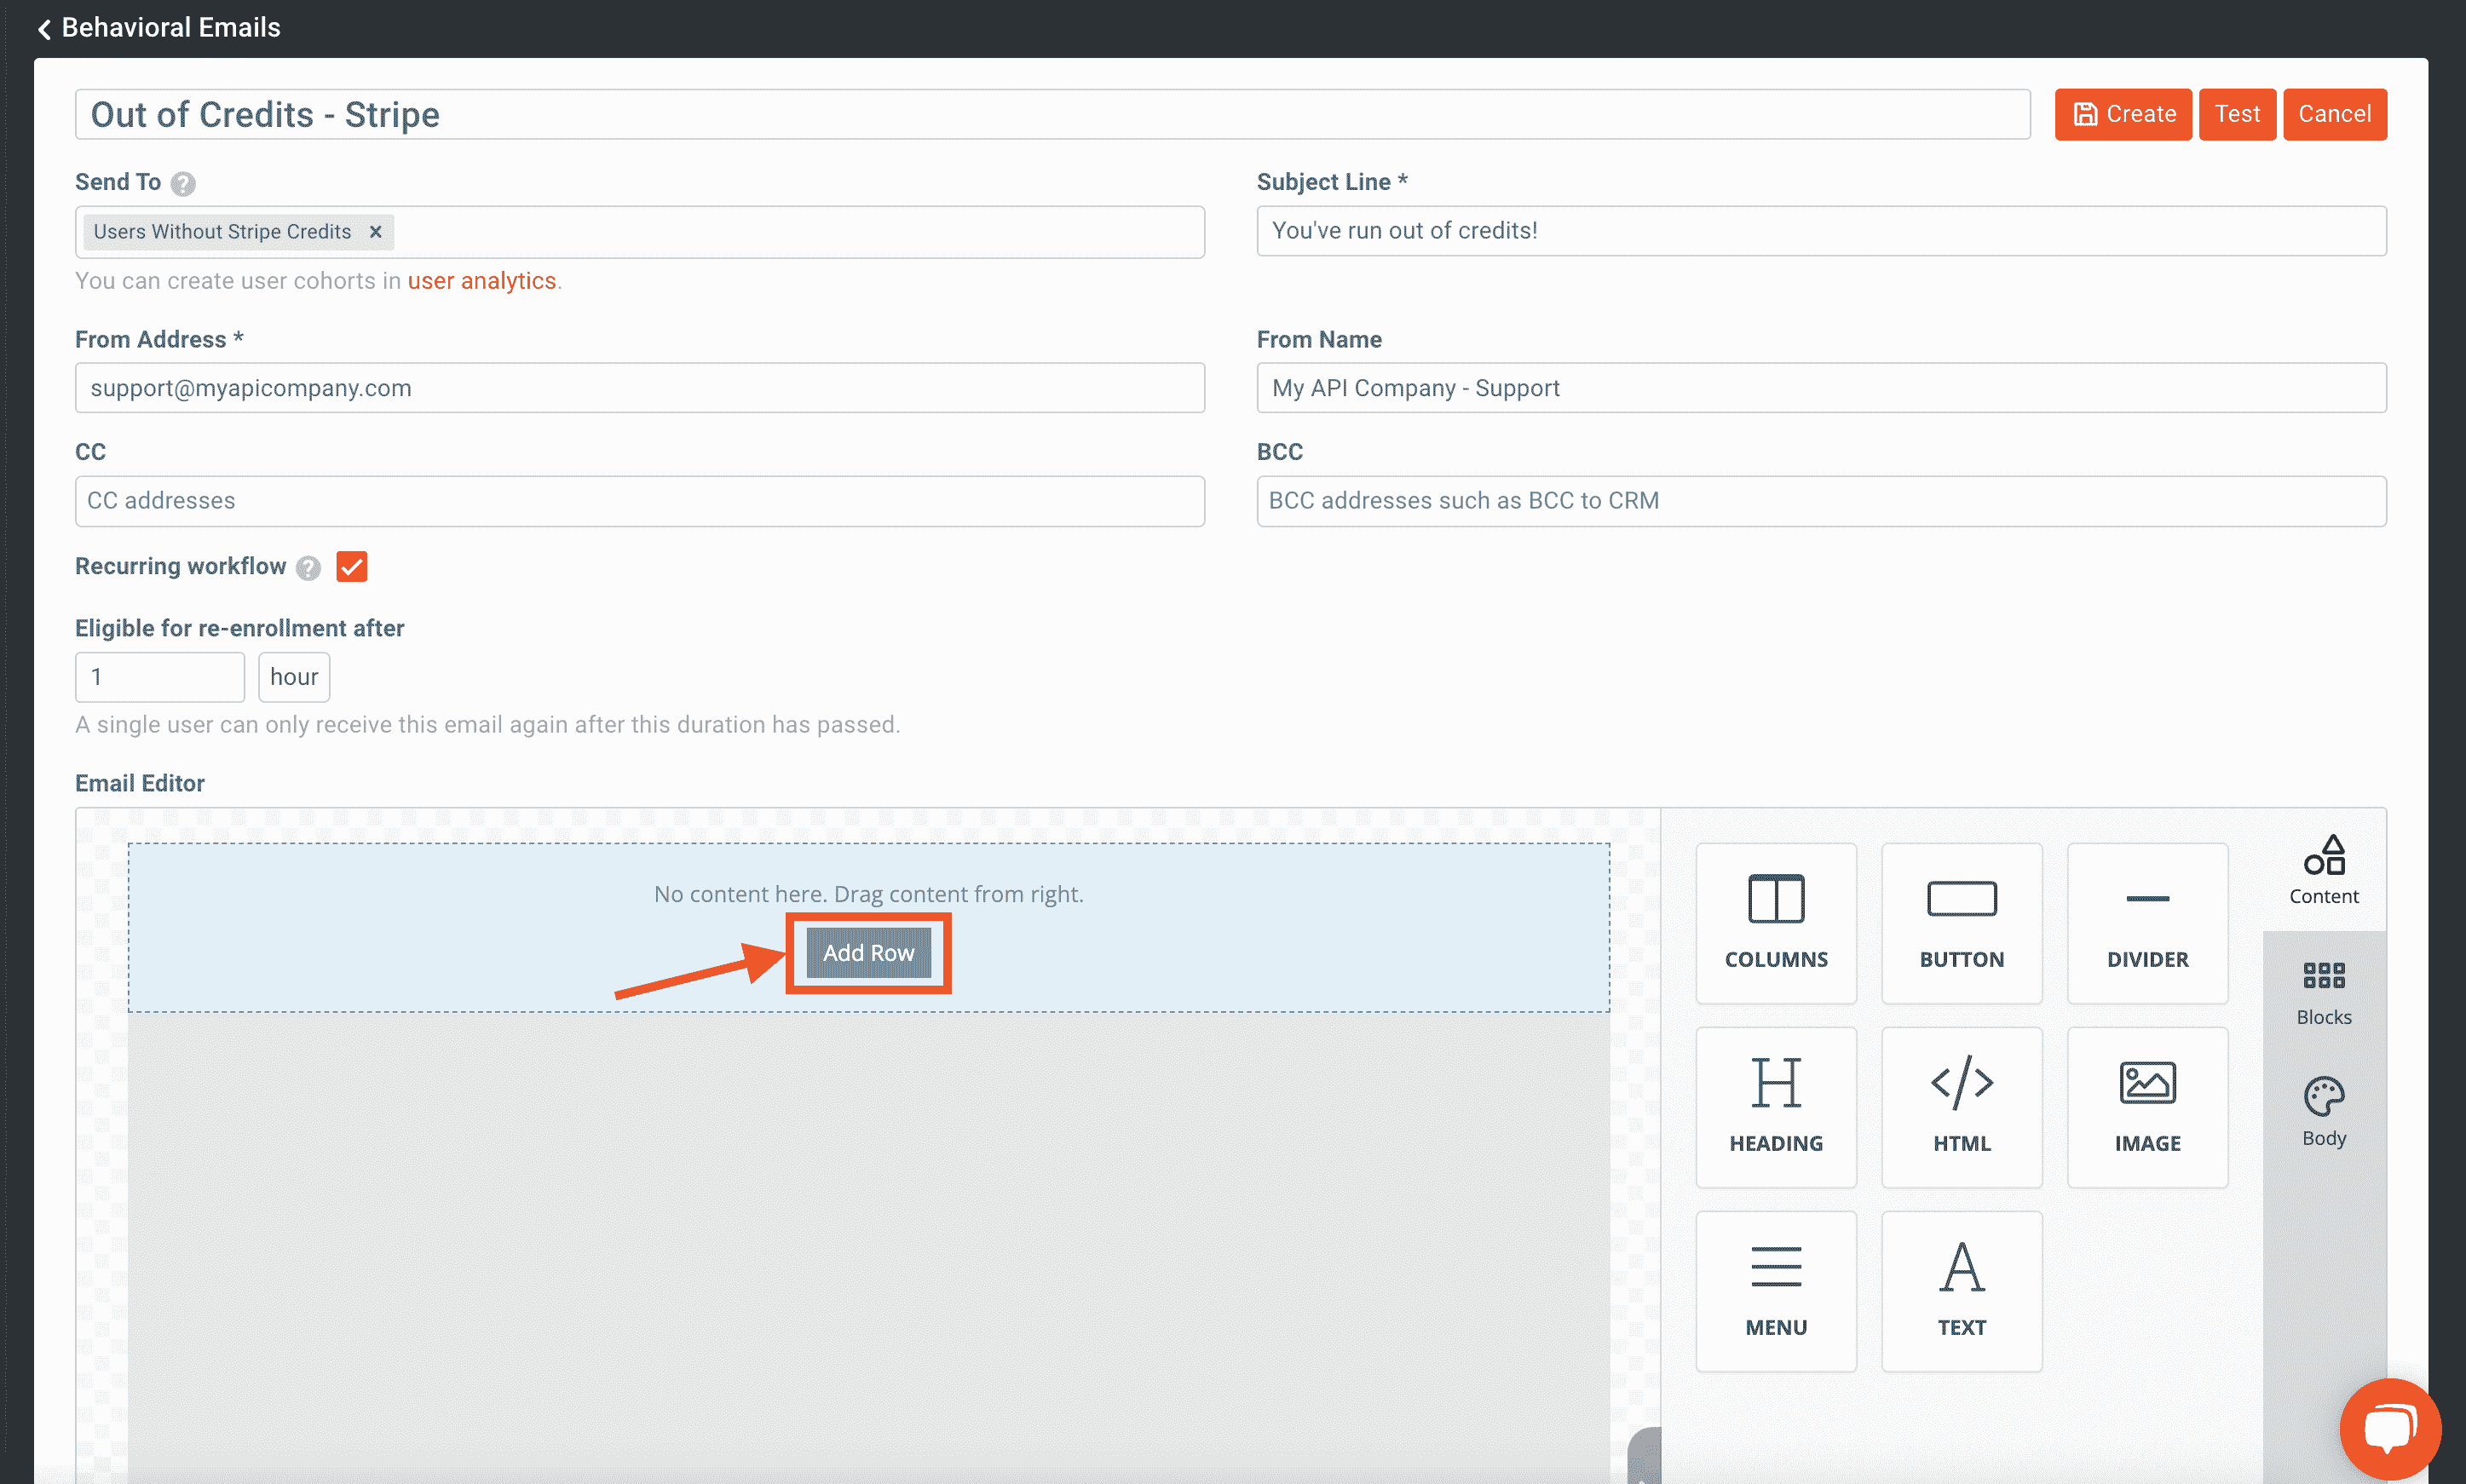 Behavioral Emails
Out of Credits - Stripe
Create Test Cancel
Send To ?
Users Without Stripe Credits ×
You can create user cohorts in user analytics.
Subject Line *
You've run out of credits!
From Address *
support@myapicompany.com
From Name
My API Company - Support
CC
CC addresses
BCC
BCC addresses such as BCC to CRM
Recurring workflow ?
Eligible for re-enrollment after
1 hour
A single user can only receive this email again after this duration has passed.
Email Editor
No content here. Drag content from right.
Add Row
COLUMNS BUTTON DIVIDER
HEADING HTML IMAGE
MENU TEXT
Content
Blocks
Body